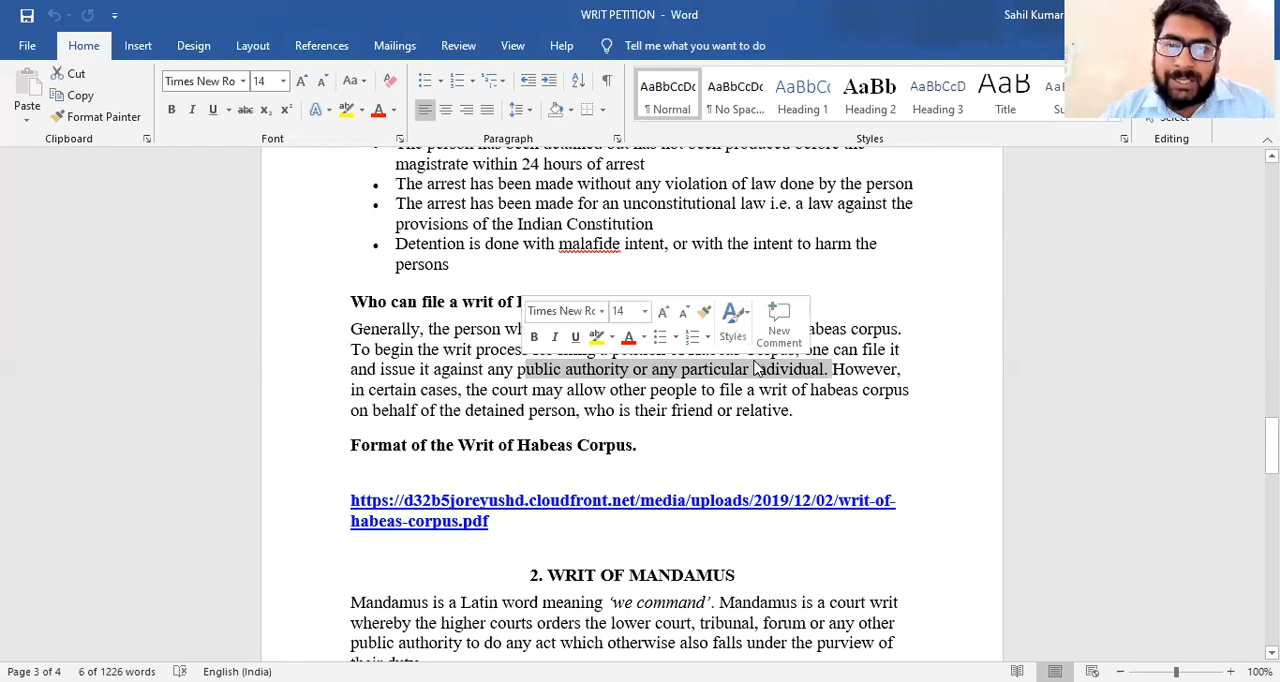 WRIT PETITION - Word
Sahil Kumar
File Home Insert Design Layout References Mailings Review View Help Tell me what you want to do
Paste
Cut
Copy
Format Painter
Clipboard
Times New Ro 14
Font
Paragraph
AaBbCcDc AaBbCcDc AaBbCc AaBb AaBbCcD AaB
¶ Normal ¶ No Spac... Heading 1 Heading 2 Heading 3 Title
Styles
Editing
magistrate within 24 hours of arrest
• The arrest has been made without any violation of law done by the person
• The arrest has been made for an unconstitutional law i.e. a law against the
provisions of the Indian Constitution
• Detention is done with malafide intent, or with the intent to harm the
persons
Who can file a writ of
Times New Rc 14
Styles
New
Comment
Generally, the person abeas corpus.
To begin the writ process one can file it
and issue it against any public authority or any particular individual. However,
in certain cases, the court may allow other people to file a writ of habeas corpus
on behalf of the detained person, who is their friend or relative.
Format of the Writ of Habeas Corpus.
https://d32b5joreyushd.cloudfront.net/media/uploads/2019/12/02/writ-of-
habeas-corpus.pdf
2. WRIT OF MANDAMUS
Mandamus is a Latin word meaning ‘we command’. Mandamus is a court writ
whereby the higher courts orders the lower court, tribunal, forum or any other
public authority to do any act which otherwise also falls under the purview of
Page 3 of 4 6 of 1226 words English (India) 100%